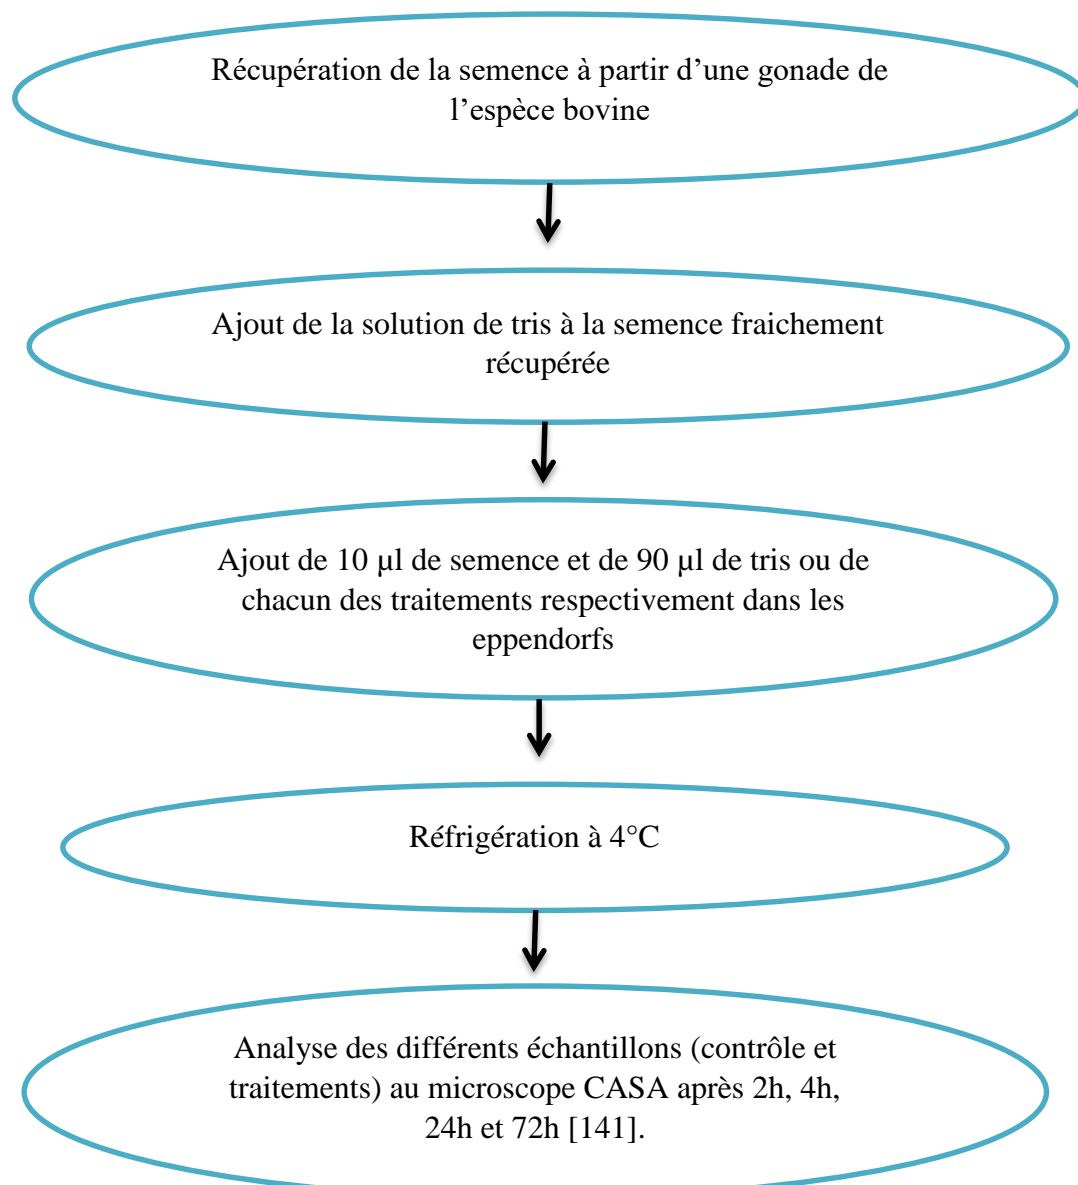 Récupération de la semence à partir d’une gonade de
l’espèce bovine
Ajout de la solution de tris à la semence fraichement
récupérée
Ajout de 10 µl de semence et de 90 µl de tris ou de
chacun des traitements respectivement dans les
eppendorfs
Réfrigération à 4°C
Analyse des différents échantillons (contrôle et
traitements) au microscope CASA après 2h, 4h,
24h et 72h [141].